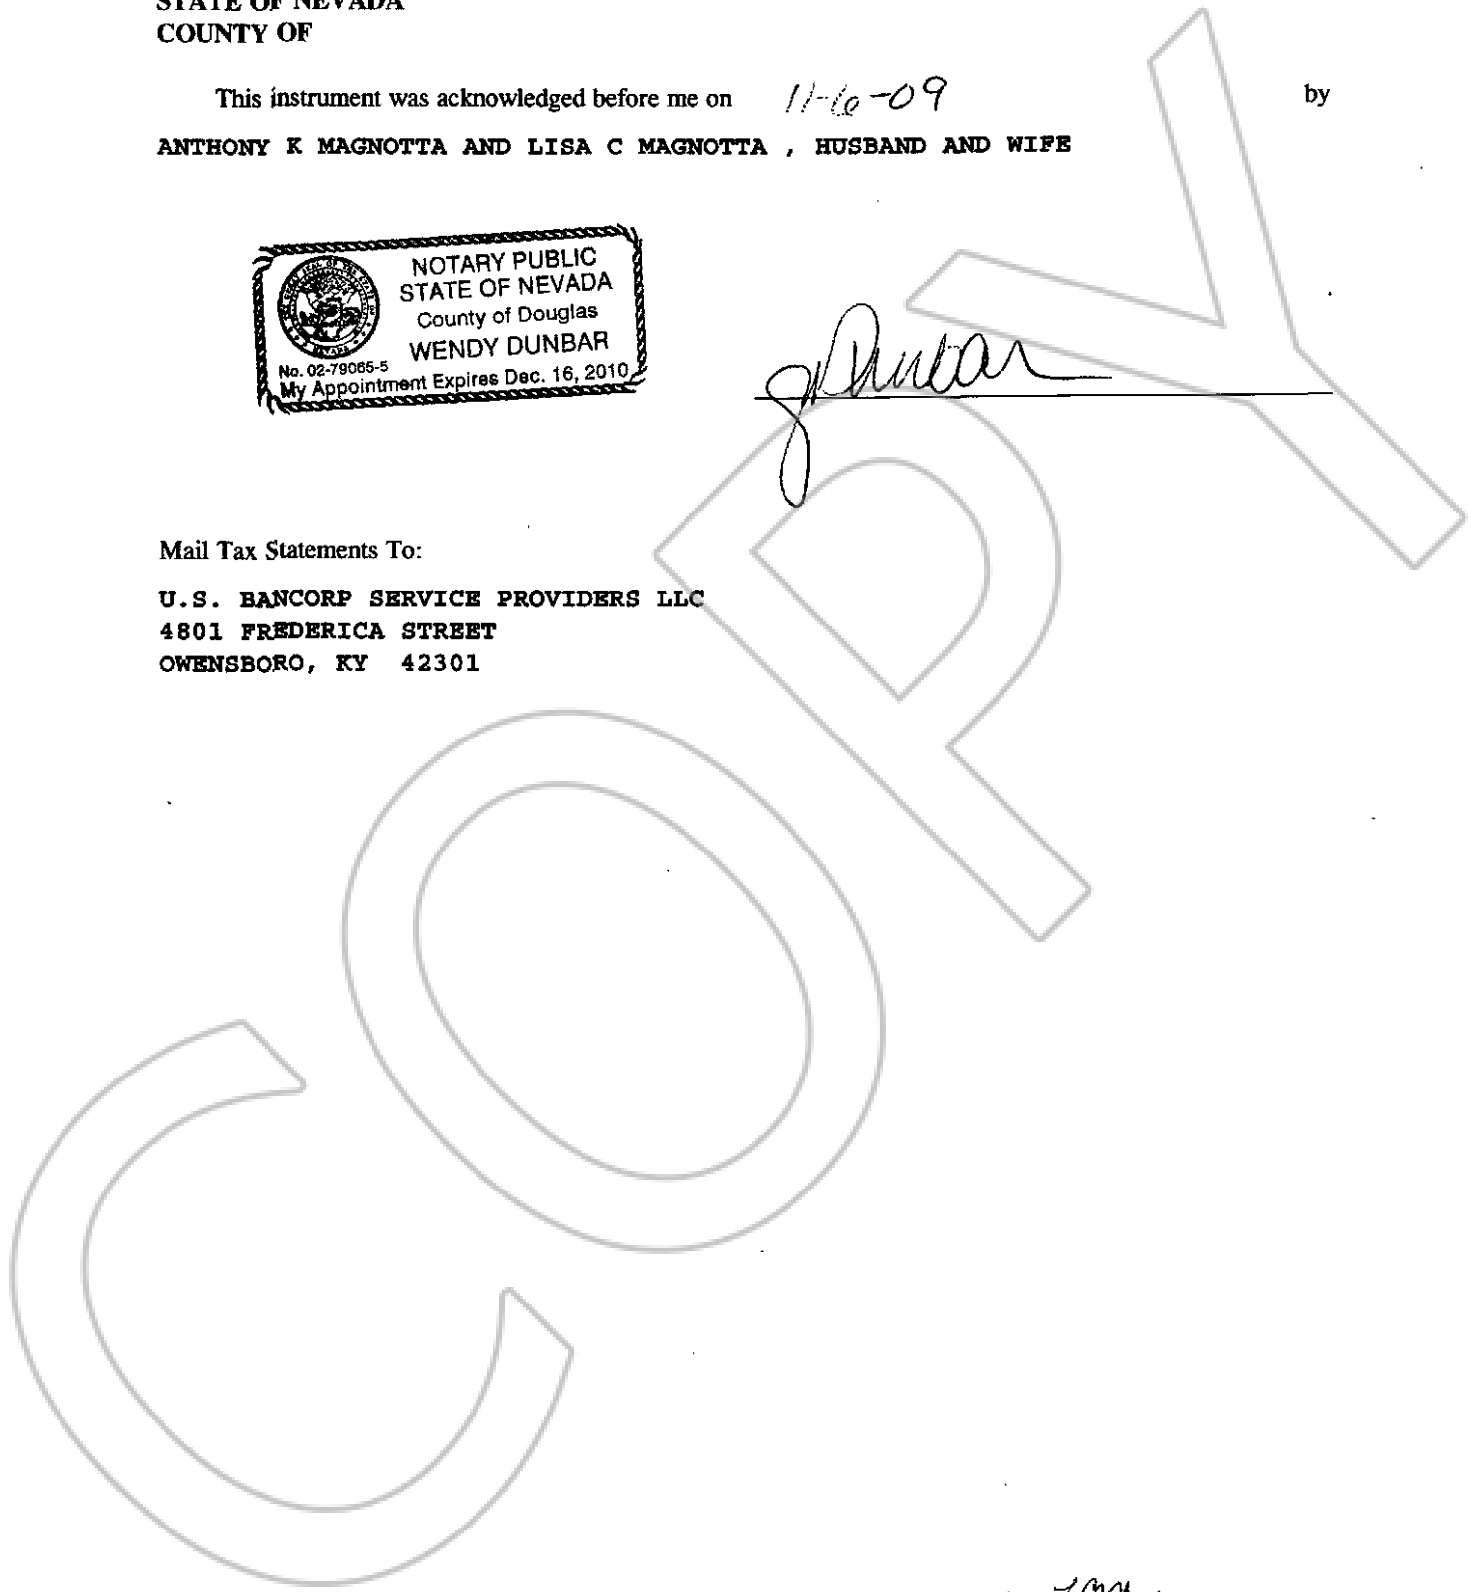 STATE OF NEVADA
COUNTY OF
This instrument was acknowledged before me on 11-6-09 by
ANTHONY K MAGNOTTA AND LISA C MAGNOTTA , HUSBAND AND WIFE
NOTARY PUBLIC
STATE OF NEVADA
County of Douglas
WENDY DUNBAR
No. 02-79065-5
My Appointment Expires Dec. 16, 2010
Dunbar
Mail Tax Statements To:
U.S. BANCORP SERVICE PROVIDERS LLC
4801 FREDERICA STREET
OWENSBORO, KY 42301
COPY